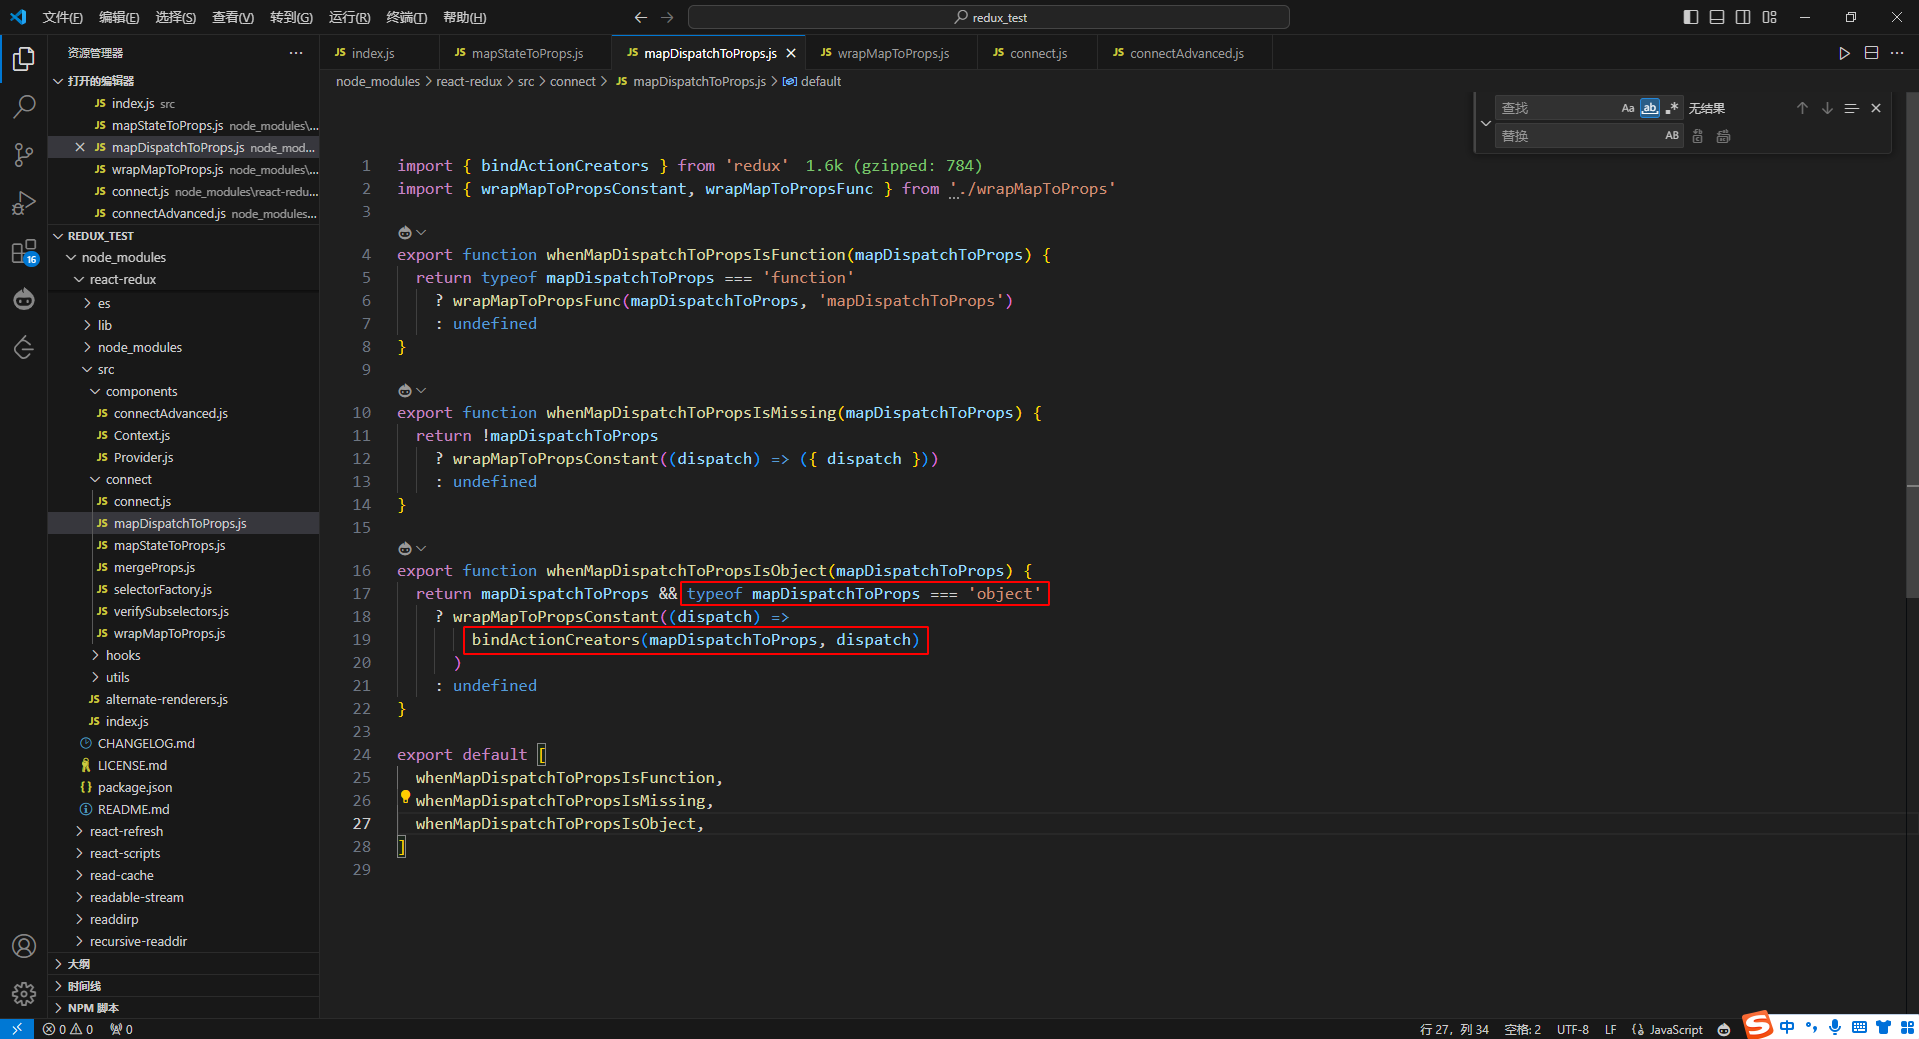 文件(F) 编辑(E) 选择(S) 查看(V) 转到(G) 运行(R) 终端(T) 帮助(H) redux_test
资源管理器
打开的编辑器
JS index.js src
JS mapStateToProps.js node_modules\...
JS mapDispatchToProps.js node_mod...
JS wrapMapToProps.js node_modules\...
JS connect.js node_modules\react-redu...
JS connectAdvanced.js node_modules...
REDUX_TEST
node_modules
react-redux
es
lib
node_modules
src
components
JS connectAdvanced.js
JS Context.js
JS Provider.js
connect
JS connect.js
JS mapDispatchToProps.js
JS mapStateToProps.js
JS mergeProps.js
JS selectorFactory.js
JS verifySubselectors.js
JS wrapMapToProps.js
hooks
utils
JS alternate-renderers.js
JS index.js
CHANGELOG.md
LICENSE.md
{} package.json
README.md
react-refresh
react-scripts
read-cache
readable-stream
readdirp
recursive-readdir
大纲
时间线
NPM 脚本
16
JS index.js JS mapStateToProps.js JS mapDispatchToProps.js JS wrapMapToProps.js JS connect.js JS connectAdvanced.js
node_modules > react-redux > src > connect > JS mapDispatchToProps.js > default
查找 Aa ab 无结果
替换 AB
1 import { bindActionCreators } from 'redux' 1.6k (gzipped: 784)
2 import { wrapMapToPropsConstant, wrapMapToPropsFunc } from './wrapMapToProps'
3
4 export function whenMapDispatchToPropsIsFunction(mapDispatchToProps) {
5 return typeof mapDispatchToProps === 'function'
6 ? wrapMapToPropsFunc(mapDispatchToProps, 'mapDispatchToProps')
7 : undefined
8 }
9
10 export function whenMapDispatchToPropsIsMissing(mapDispatchToProps) {
11 return !mapDispatchToProps
12 ? wrapMapToPropsConstant((dispatch) => ({ dispatch }))
13 : undefined
14 }
15
16 export function whenMapDispatchToPropsIsObject(mapDispatchToProps) {
17 return mapDispatchToProps && typeof mapDispatchToProps === 'object'
18 ? wrapMapToPropsConstant((dispatch) =>
19 bindActionCreators(mapDispatchToProps, dispatch)
20 )
21 : undefined
22 }
23
24 export default [
25 whenMapDispatchToPropsIsFunction,
26 whenMapDispatchToPropsIsMissing,
27 whenMapDispatchToPropsIsObject,
28 ]
29
0 0 0 行 27，列 34 空格: 2 UTF-8 LF JavaScript S 中